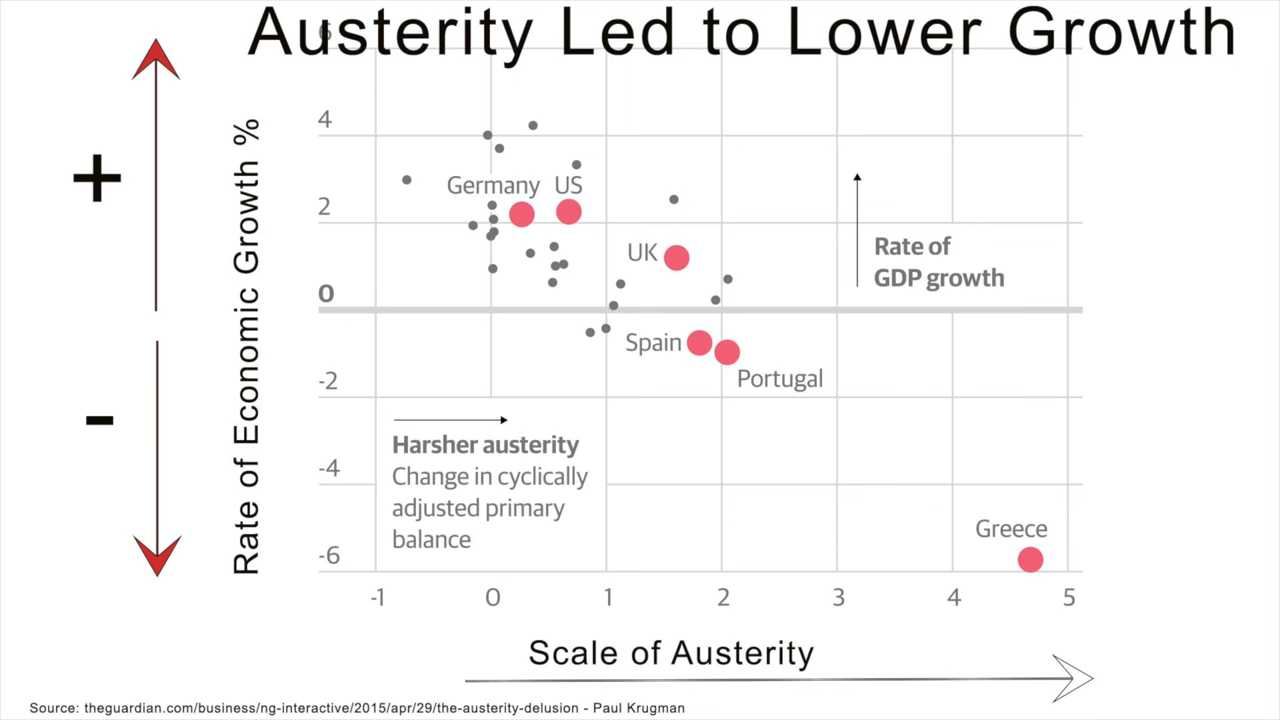 Austerity Led to Lower Growth
6
+
-
Rate of Economic Growth %
4
2
0
-2
-4
-6
Germany US
UK
Spain
Portugal
Greece
Rate of
GDP growth
Harsher austerity
Change in cyclically
adjusted primary
balance
-1 0 1 2 3 4 5
Scale of Austerity
Source: theguardian.com/business/ng-interactive/2015/apr/29/the-austerity-delusion - Paul Krugman